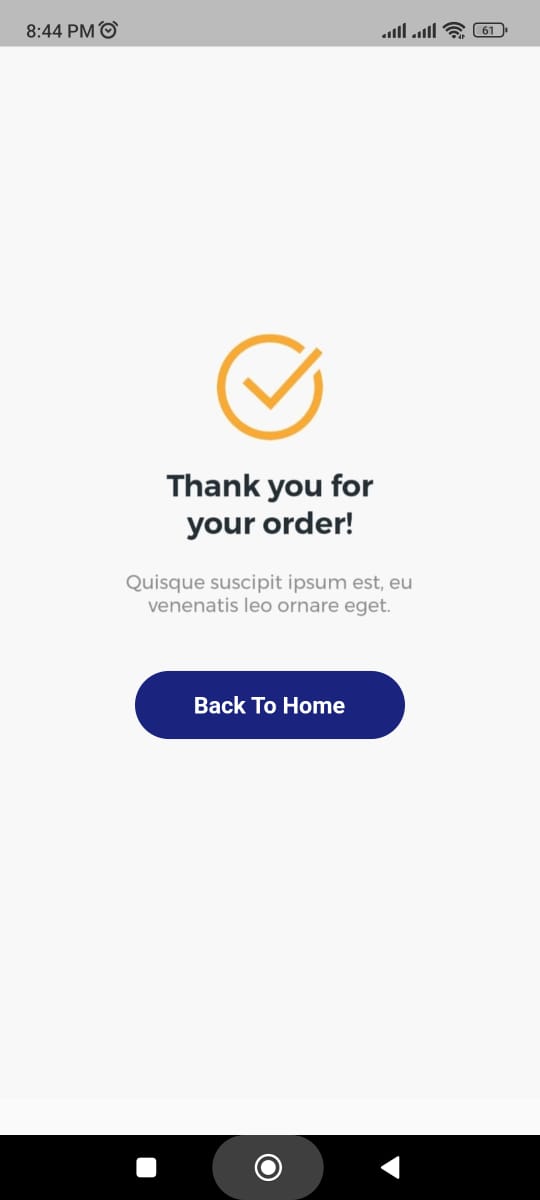 8:44 PM
61
Thank you for
your order!
Quisque suscipit ipsum est, eu
venenatis leo ornare eget.
Back To Home